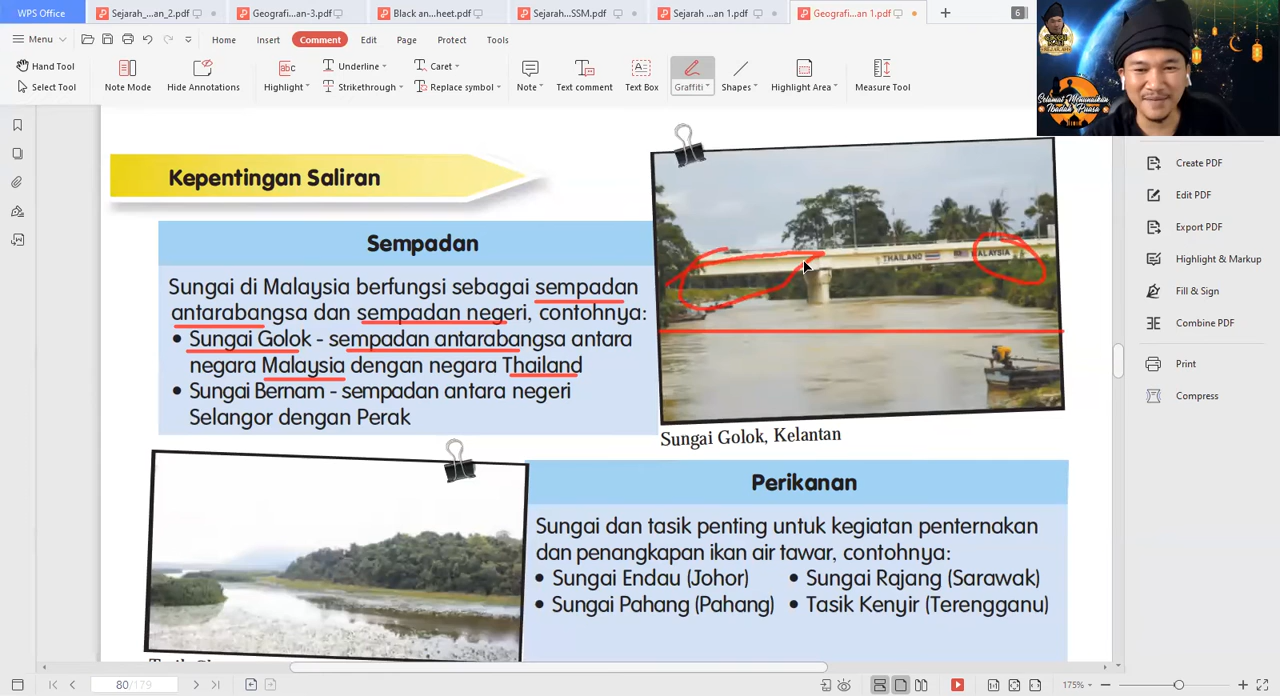 WPS Office
Sejarah_...an_2.pdf
Geografi...an-3.pdf
Black an...heet.pdf
Sejarah...SSM.pdf
Sejarah ...an 1.pdf
Geografi...an 1.pdf
6
Menu
Home
Insert
Comment
Edit
Page
Protect
Tools
Hand Tool
Select Tool
Note Mode
Hide Annotations
Highlight
Underline
Strikethrough
Caret
Replace symbol
Note
Text comment
Text Box
Graffiti
Shapes
Highlight Area
Measure Tool
Selamat Menunaikan
Ibadah Puasa
Create PDF
Edit PDF
Export PDF
Highlight & Markup
Fill & Sign
Combine PDF
Print
Compress
Kepentingan Saliran
Sempadan
Sungai di Malaysia berfungsi sebagai sempadan
antarabangsa dan sempadan negeri, contohnya:
• Sungai Golok - sempadan antarabangsa antara
negara Malaysia dengan negara Thailand
• Sungai Bernam - sempadan antara negeri
Selangor dengan Perak
THAILAND
MALAYSIA
Sungai Golok, Kelantan
Perikanan
Sungai dan tasik penting untuk kegiatan penternakan
dan penangkapan ikan air tawar, contohnya:
• Sungai Endau (Johor)
• Sungai Rajang (Sarawak)
• Sungai Pahang (Pahang)
• Tasik Kenyir (Terengganu)
80/179
175%